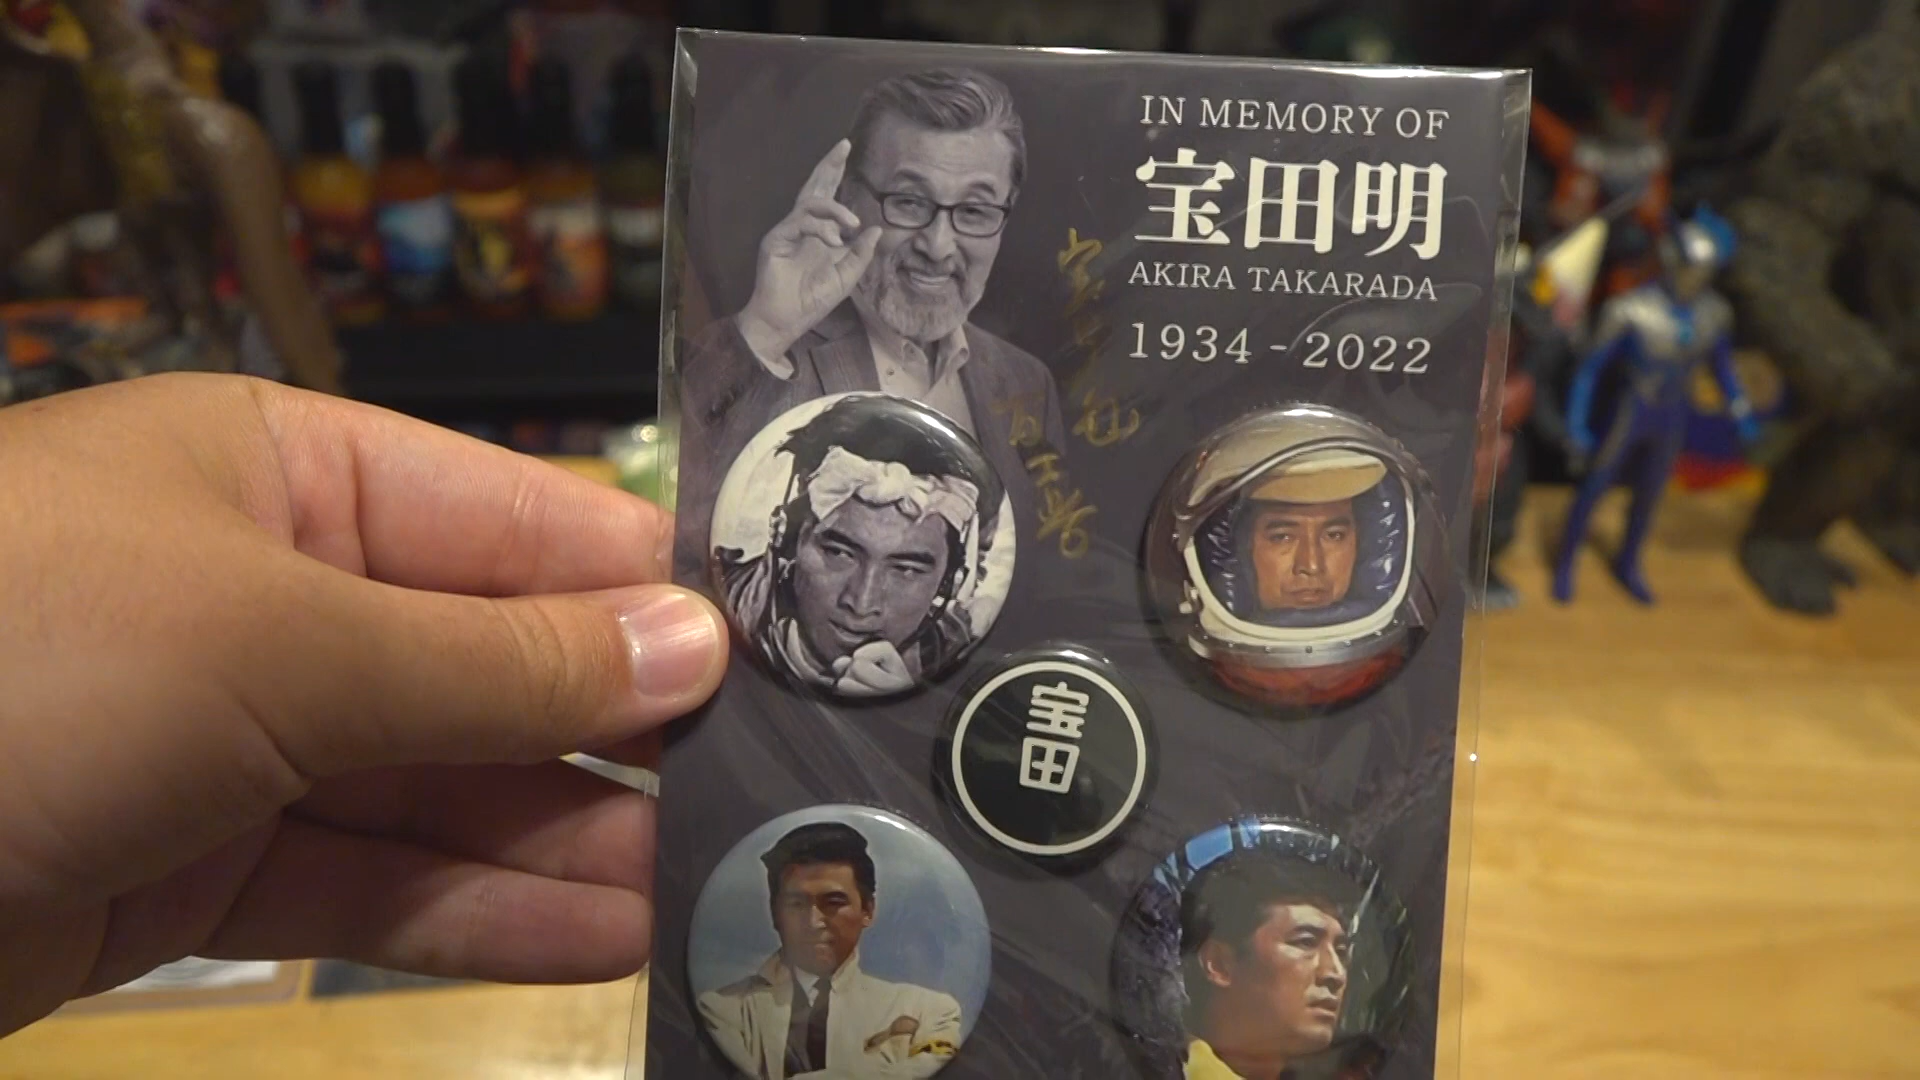 IN MEMORY OF
宝田明
AKIRA TAKARADA
1934 - 2022
宝田